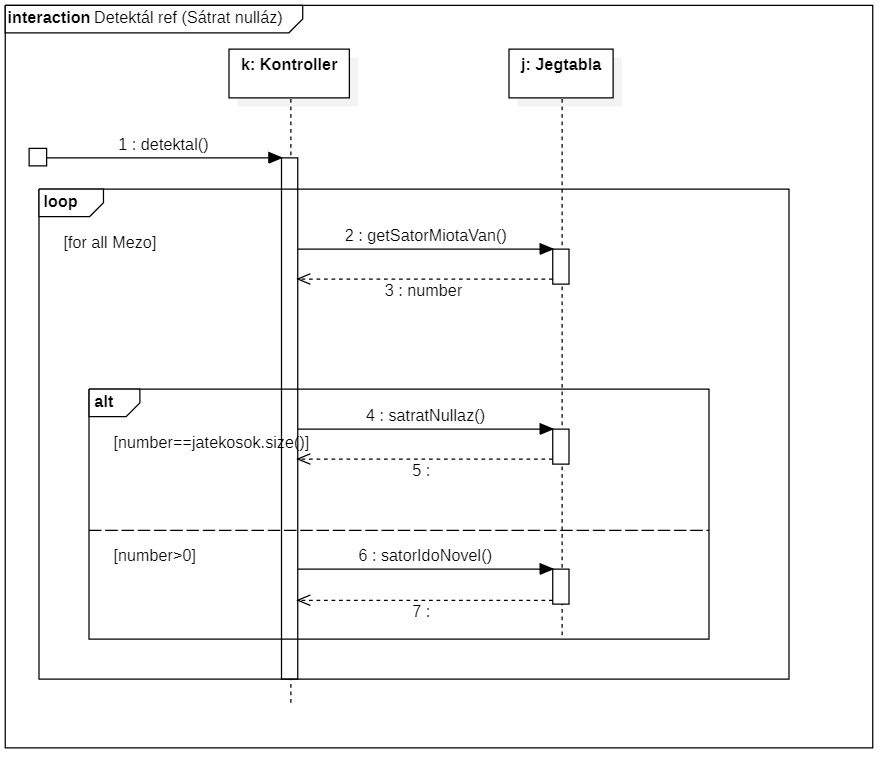 interaction Detektál ref (Sátrat nulláz)
k: Kontroller
j: Jegtabla
1 : detektal()
loop
[for all Mezo]
2 : getSatorMiotaVan()
3 : number
alt
4 : satratNullaz()
[number==jatekosok.size()]
5 :
[number>0]
6 : satorIdoNovel()
7 :